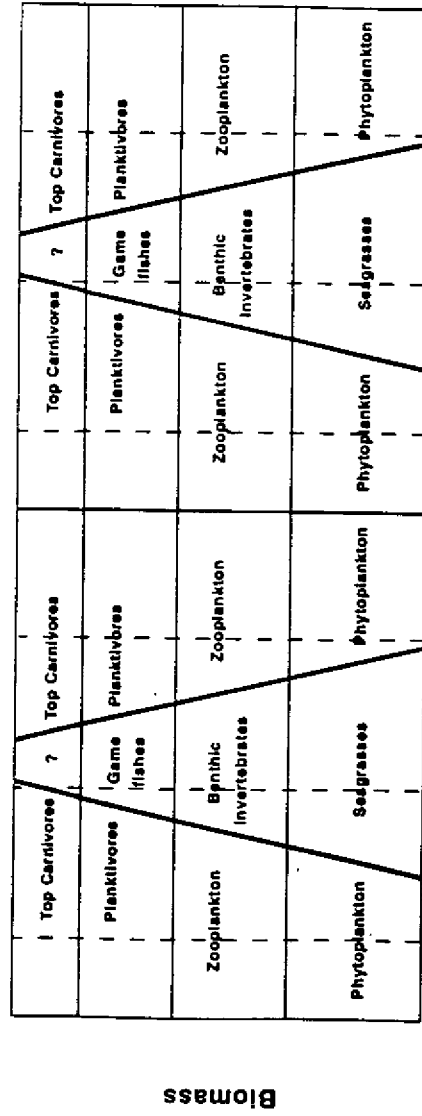 Top Carnivores ? Top Carnivores Top Carnivores ? Top Carnivores
Planktivores Game fishes Planktivores Planktivores Game fishes Planktivores
Zooplankton Benthic Invertebrates Zooplankton Zooplankton Benthic Invertebrates Zooplankton
Phytoplankton Seagrasses Phytoplankton Phytoplankton Seagrasses Phytoplankton
Biomass